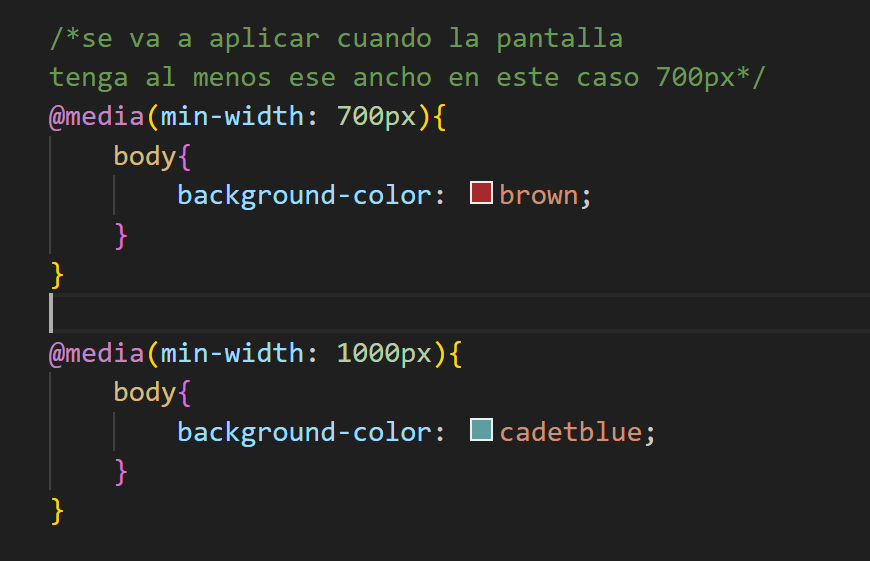 /*se va a aplicar cuando la pantalla
tenga al menos ese ancho en este caso 700px*/
@media(min-width: 700px){
    body{
        background-color: brown;
    }
}

@media(min-width: 1000px){
    body{
        background-color: cadetblue;
    }
}